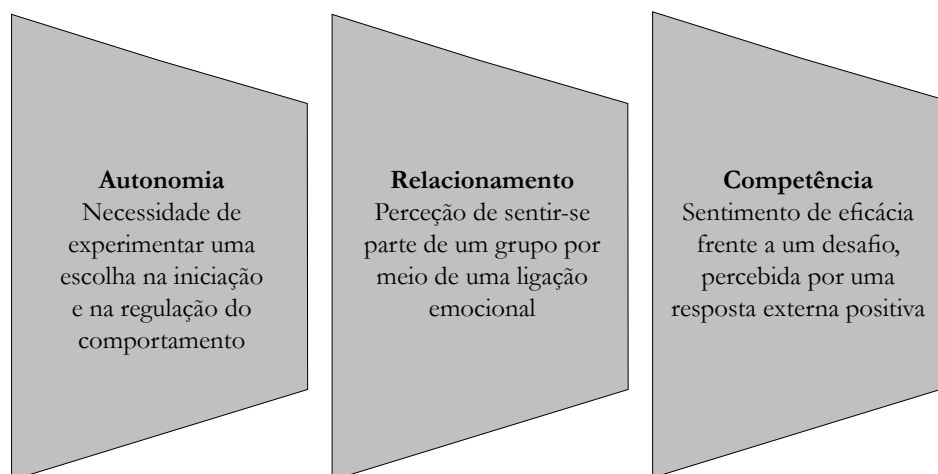 Autonomia
Necessidade de
experimentar uma
escolha na iniciação
e na regulação do
comportamento
Relacionamento
Perceção de sentir-se
parte de um grupo por
meio de uma ligação
emocional
Competência
Sentimento de eficácia
frente a um desafio,
percebida por uma
resposta externa positiva